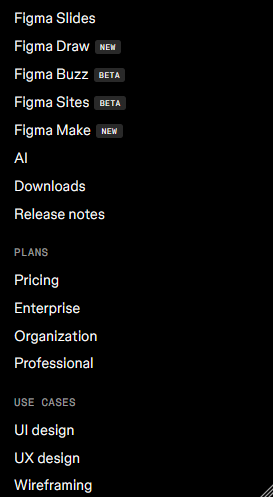 Figma Slides
Figma Draw NEW
Figma Buzz BETA
Figma Sites BETA
Figma Make NEW
AI
Downloads
Release notes
PLANS
Pricing
Enterprise
Organization
Professional
USE CASES
UI design
UX design
Wireframing